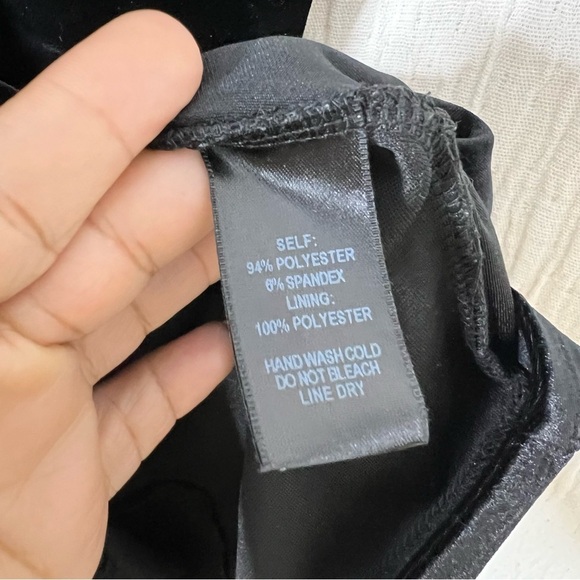 SELF:
94% POLYESTER
6% SPANDEX
LINING:
100% POLYESTER
HAND WASH COLD
DO NOT BLEACH
LINE DRY